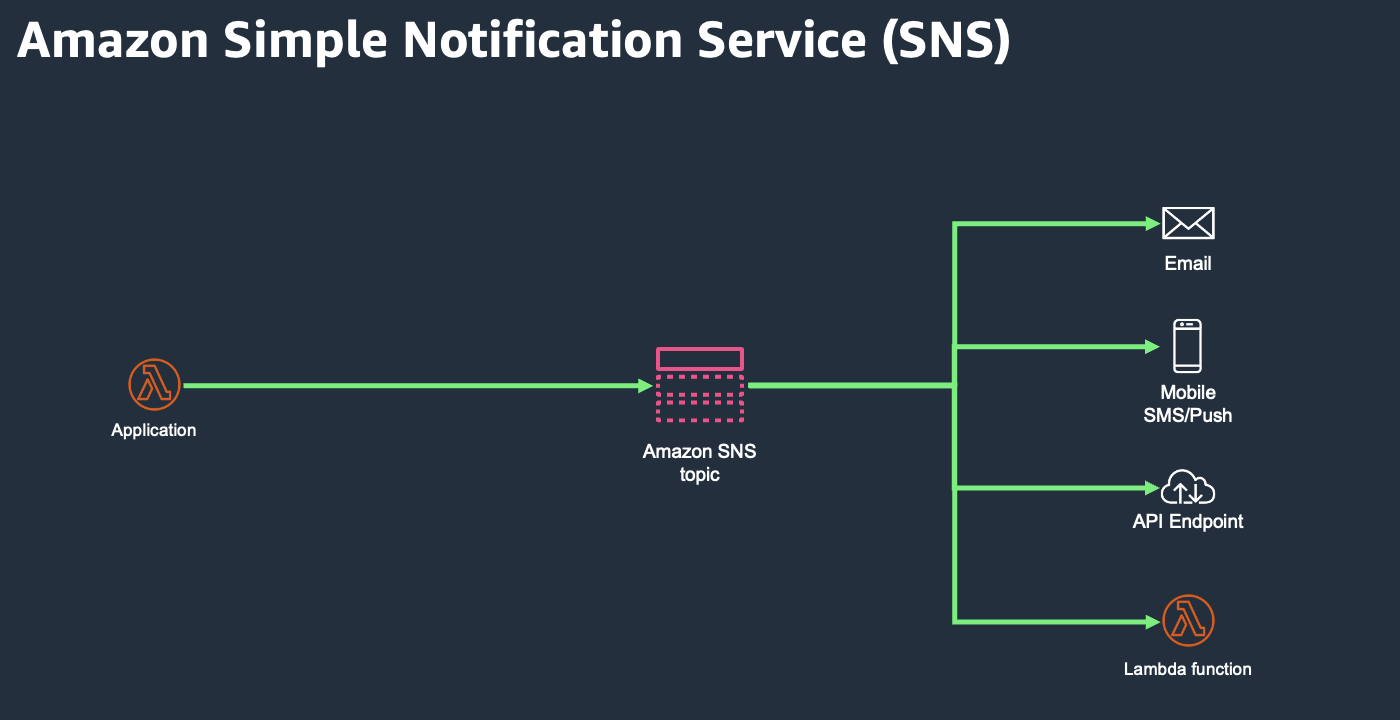 Amazon Simple Notification Service (SNS)
Email
Mobile
SMS/Push
Application
Amazon SNS
topic
API Endpoint
Lambda function